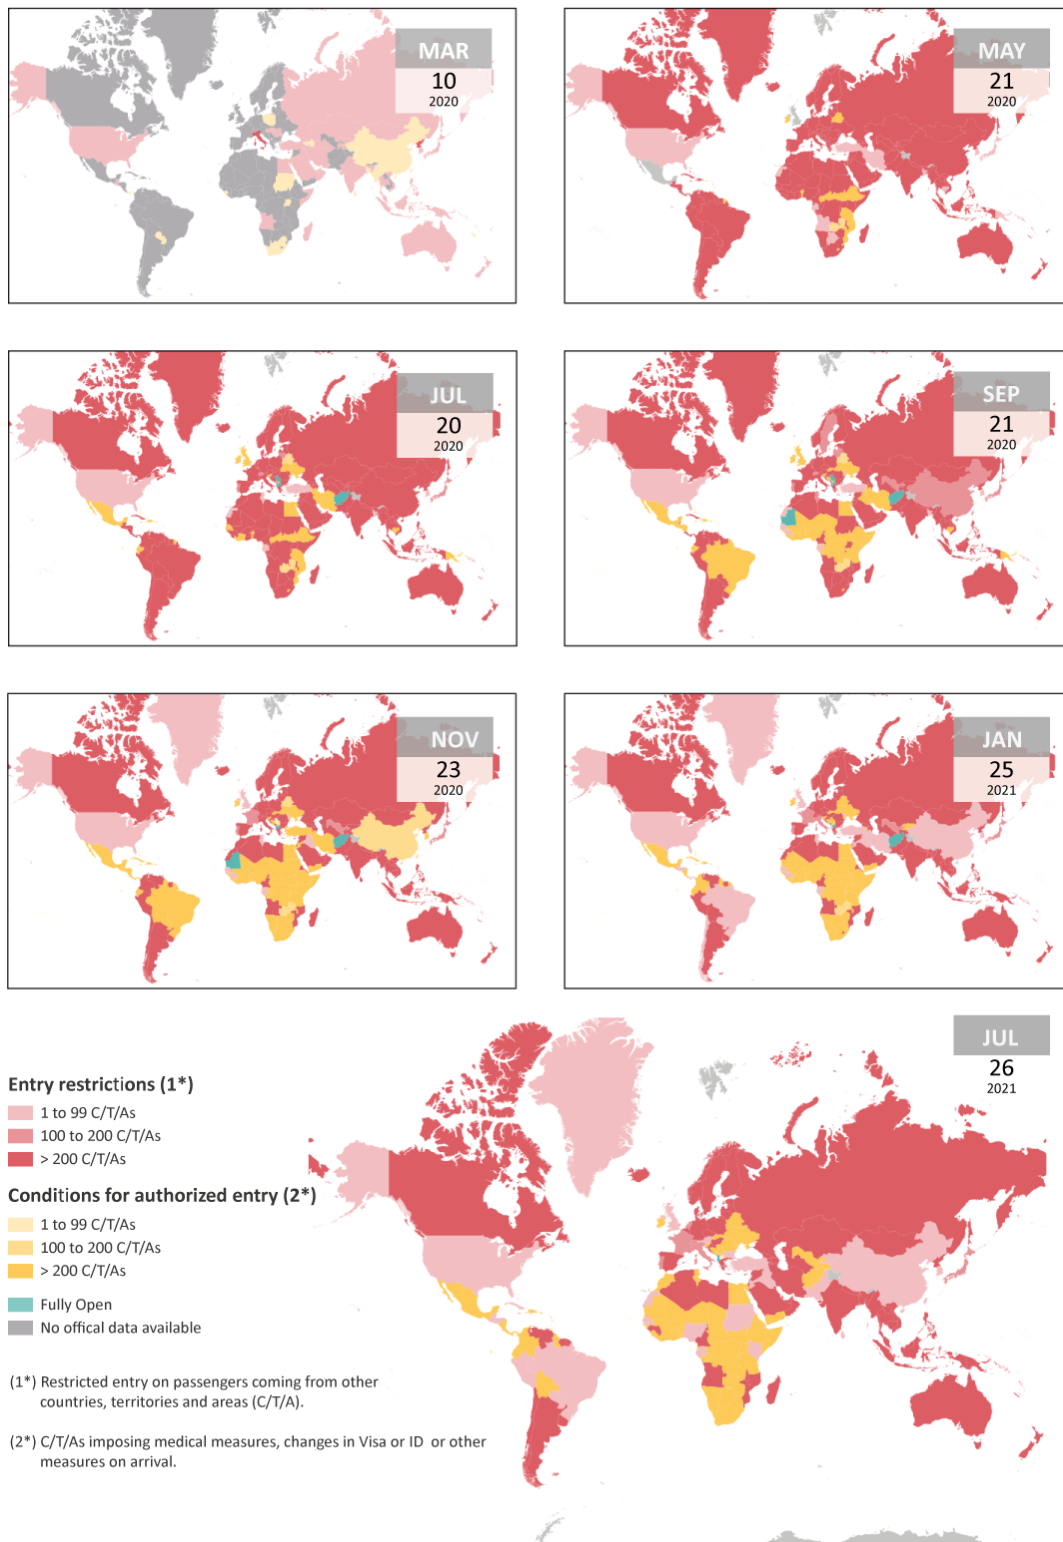 MAR
10
2020
MAY
21
2020
JUL
20
2020
SEP
21
2020
NOV
23
2020
JAN
25
2021
JUL
26
2021
Entry restrictions (1*)
1 to 99 C/T/As
100 to 200 C/T/As
> 200 C/T/As
Conditions for authorized entry (2*)
1 to 99 C/T/As
100 to 200 C/T/As
> 200 C/T/As
Fully Open
No offical data available
(1*) Restricted entry on passengers coming from other
countries, territories and areas (C/T/A).
(2*) C/T/As imposing medical measures, changes in Visa or ID or other
measures on arrival.